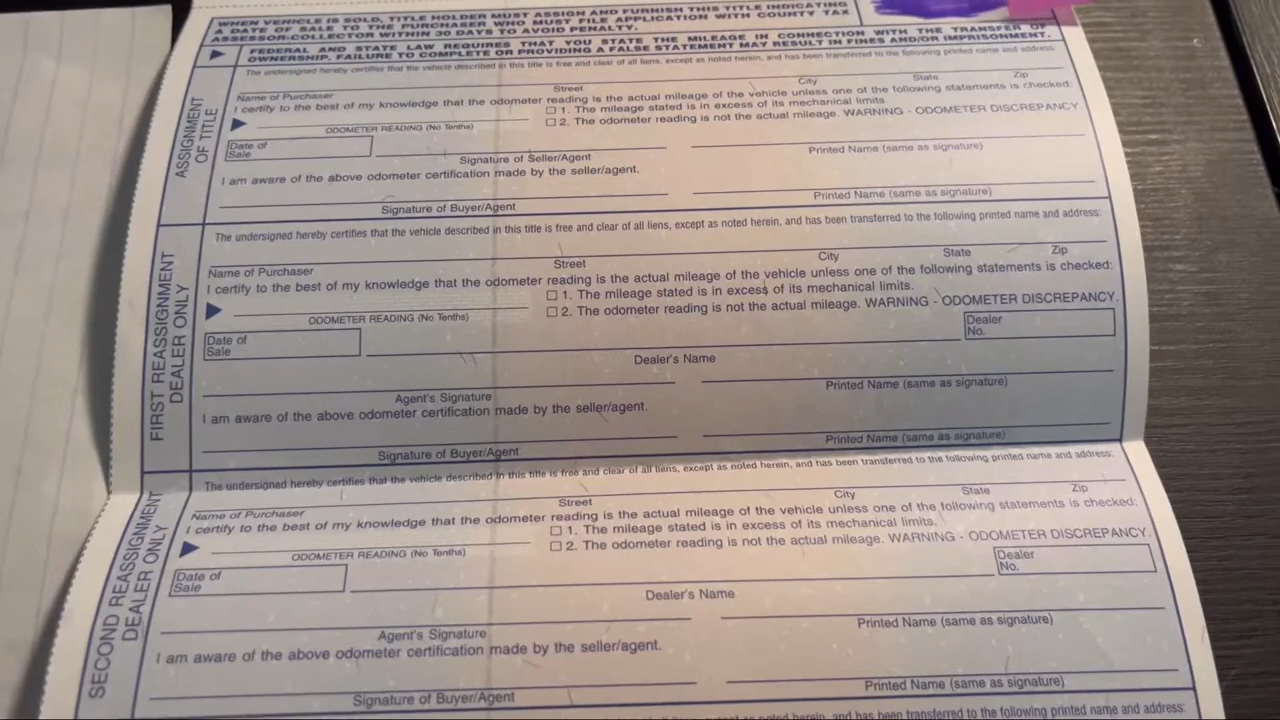 WHEN VEHICLE IS SOLD, TITLE HOLDER MUST ASSIGN AND FURNISH THIS TITLE INDICATING
A DATE OF SALE TO THE PURCHASER WHO MUST FILE APPLICATION WITH COUNTY TAX
ASSESSOR-COLLECTOR WITHIN 30 DAYS TO AVOID PENALTY.
FEDERAL AND STATE LAW REQUIRES THAT YOU STATE THE MILEAGE IN CONNECTION WITH THE TRANSFER OF
OWNERSHIP. FAILURE TO COMPLETE OR PROVIDING A FALSE STATEMENT MAY RESULT IN FINES AND/OR IMPRISONMENT.
ASSIGNMENT
OF TITLE
The undersigned hereby certifies that the vehicle described in this title is free and clear of all liens, except as noted herein, and has been transferred to the following printed name and address:
Name of Purchaser Street City State Zip
I certify to the best of my knowledge that the odometer reading is the actual mileage of the vehicle unless one of the following statements is checked:
1. The mileage stated is in excess of its mechanical limits.
ODOMETER READING (No Tenths) 2. The odometer reading is not the actual mileage. WARNING - ODOMETER DISCREPANCY.
Date of
Sale
Signature of Seller/Agent Printed Name (same as signature)
I am aware of the above odometer certification made by the seller/agent.
Signature of Buyer/Agent Printed Name (same as signature)
FIRST REASSIGNMENT
DEALER ONLY
The undersigned hereby certifies that the vehicle described in this title is free and clear of all liens, except as noted herein, and has been transferred to the following printed name and address:
Name of Purchaser Street City State Zip
I certify to the best of my knowledge that the odometer reading is the actual mileage of the vehicle unless one of the following statements is checked:
1. The mileage stated is in excess of its mechanical limits.
ODOMETER READING (No Tenths) 2. The odometer reading is not the actual mileage. WARNING - ODOMETER DISCREPANCY.
Date of
Sale
Dealer's Name
Dealer
No.
Agent's Signature Printed Name (same as signature)
I am aware of the above odometer certification made by the seller/agent.
Signature of Buyer/Agent Printed Name (same as signature)
SECOND REASSIGNMENT
DEALER ONLY
The undersigned hereby certifies that the vehicle described in this title is free and clear of all liens, except as noted herein, and has been transferred to the following printed name and address:
Name of Purchaser Street City State Zip
I certify to the best of my knowledge that the odometer reading is the actual mileage of the vehicle unless one of the following statements is checked:
1. The mileage stated is in excess of its mechanical limits.
ODOMETER READING (No Tenths) 2. The odometer reading is not the actual mileage. WARNING - ODOMETER DISCREPANCY.
Date of
Sale
Dealer's Name
Dealer
No.
Agent's Signature Printed Name (same as signature)
I am aware of the above odometer certification made by the seller/agent.
Signature of Buyer/Agent Printed Name (same as signature)
herein, and has been transferred to the following printed name and address: